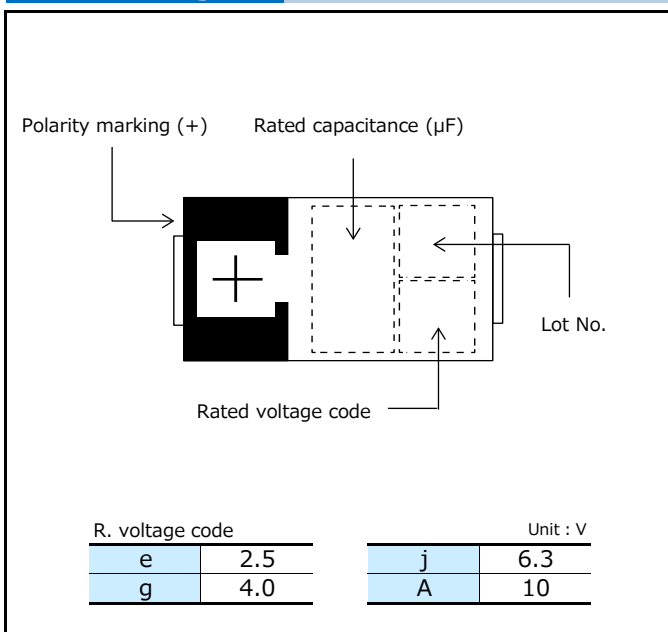 Polarity marking (+)
Rated capacitance (μF)
+
Lot No.
Rated voltage code
R. voltage code
Unit : V
e 2.5 j 6.3
g 4.0 A 10